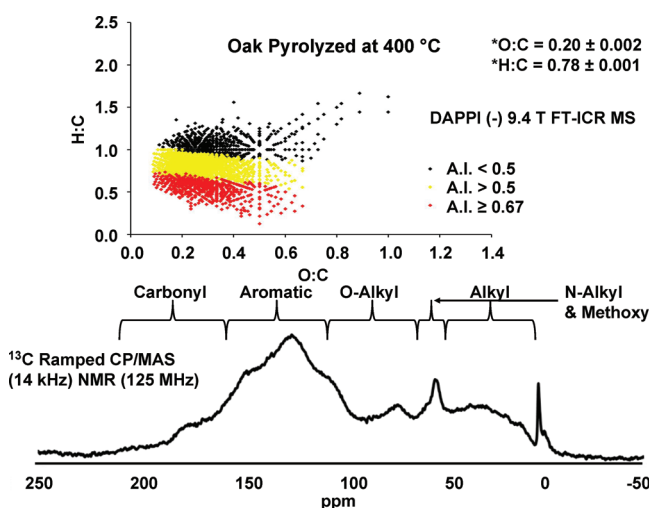 Oak Pyrolyzed at 400 °C
*O:C = 0.20 ± 0.002
*H:C = 0.78 ± 0.001
DAPPI (-) 9.4 T FT-ICR MS
A.I. < 0.5
A.I. > 0.5
A.I. ≥ 0.67
H:C
2.5
2.0
1.5
1.0
0.5
0.0
0.0 0.2 0.4 0.6 0.8 1.0 1.2 1.4
O:C
Carbonyl Aromatic O-Alkyl Alkyl N-Alkyl
& Methoxy
¹³C Ramped CP/MAS
(14 kHz) NMR (125 MHz)
250 200 150 100 50 0 -50
ppm